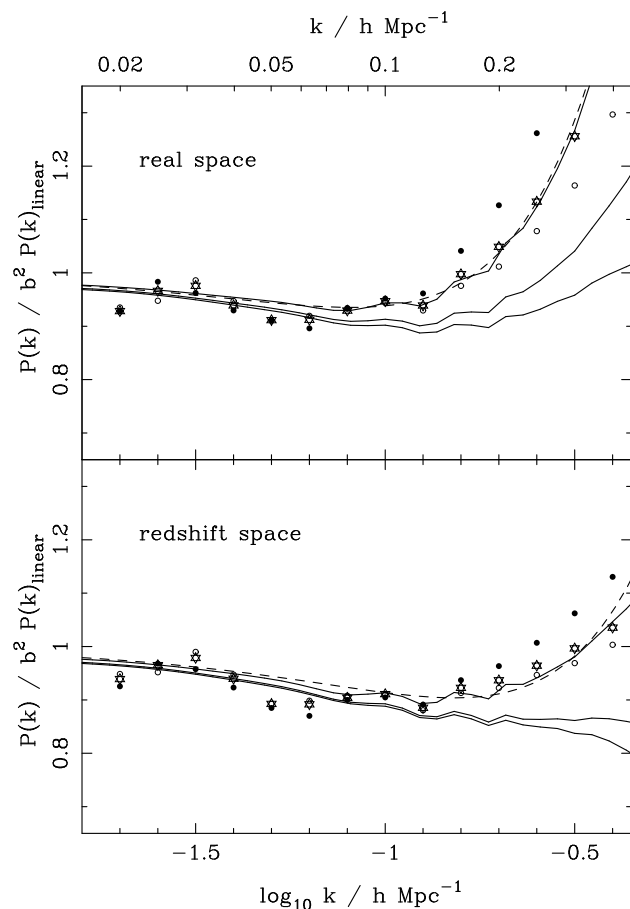 k / h Mpc⁻¹
0.02 0.05 0.1 0.2
P(k) / b² P(k)linear
1.2
1
0.8
real space
P(k) / b² P(k)linear
1.2
1
0.8
redshift space
−1.5 −1 −0.5
log₁₀ k / h Mpc⁻¹